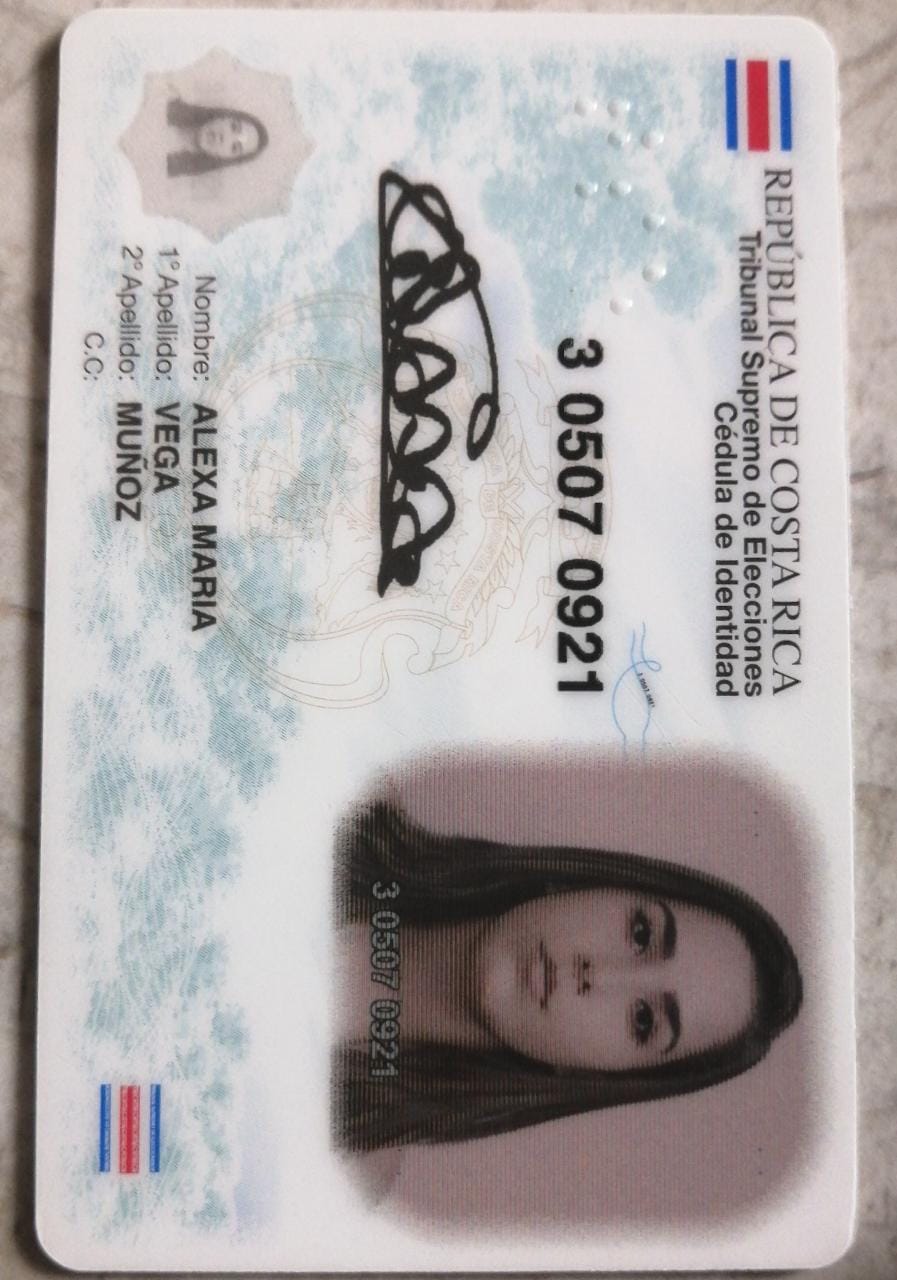 REPÚBLICA DE COSTA RICA
Tribunal Supremo de Elecciones
Cédula de Identidad
3 0507 0921
Nombre: ALEXA MARIA
1° Apellido: VEGA
2° Apellido: MUÑOZ
C.C:
3 0507 0921